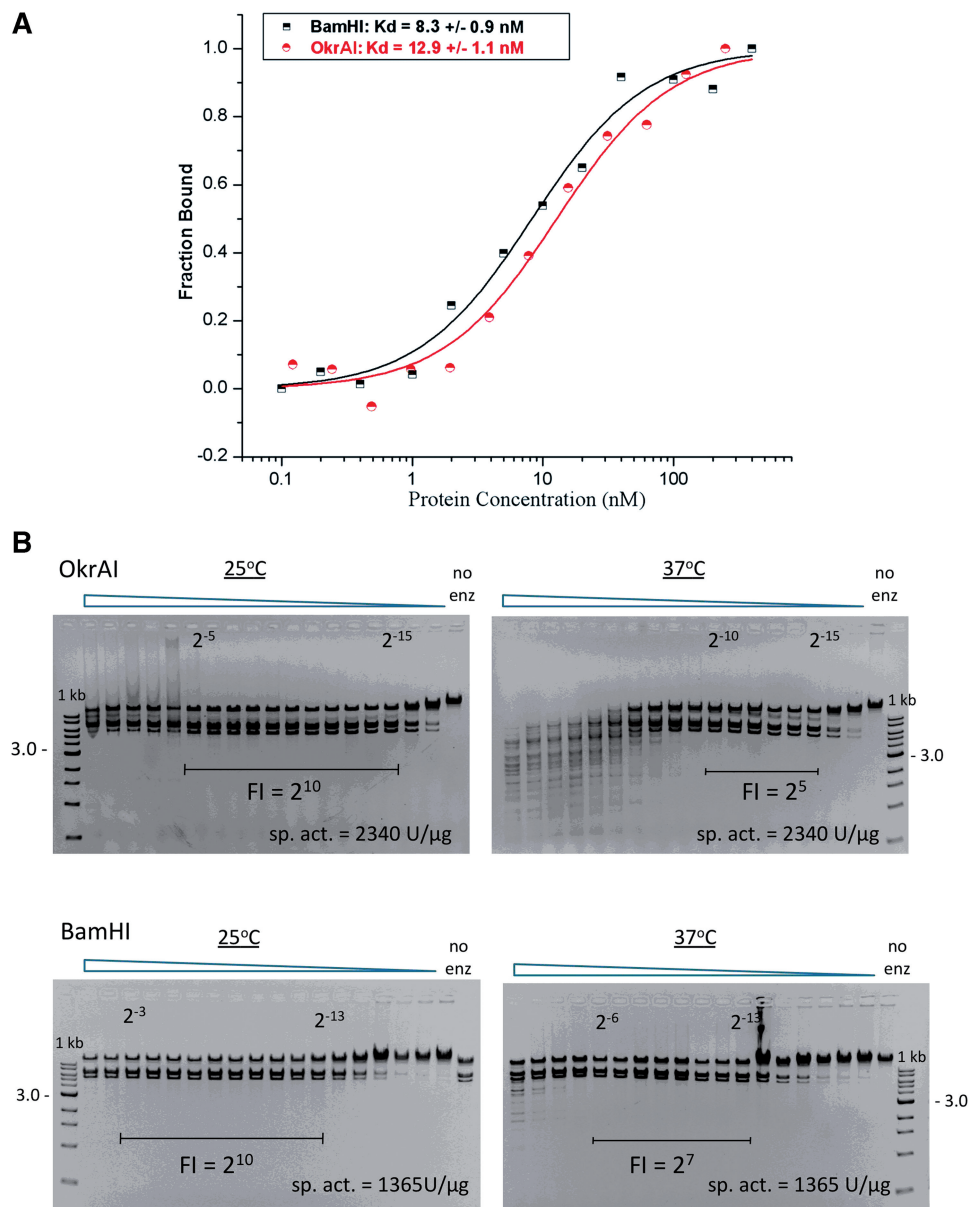 A
BamHI: Kd = 8.3 +/- 0.9 nM
OkrAI: Kd = 12.9 +/- 1.1 nM
1.0
0.8
0.6
0.4
0.2
0.0
-0.2
Fraction Bound
0.1 1 10 100
Protein Concentration (nM)
B
OkrAI
25°C
no
enz
2⁻⁵ 2⁻¹⁵
1 kb
3.0 -
FI = 2¹⁰
sp. act. = 2340 U/µg
37°C
no
enz
2⁻¹⁰ 2⁻¹⁵
1 kb
- 3.0
FI = 2⁵
sp. act. = 2340 U/µg
BamHI
25°C
no
enz
2⁻³ 2⁻¹³
1 kb
3.0 -
FI = 2¹⁰
sp. act. = 1365U/µg
37°C
no
enz
2⁻⁶ 2⁻¹³
1 kb
- 3.0
FI = 2⁷
sp. act. = 1365 U/µg